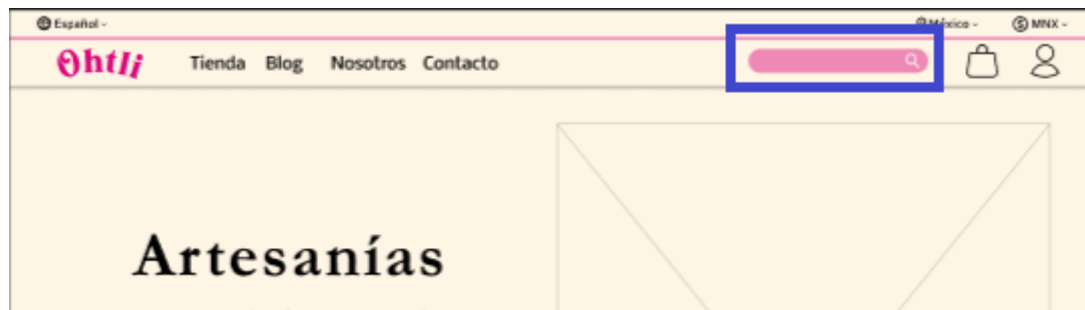 Español
México
MNX
Ohtli
Tienda Blog Nosotros Contacto
Artesanías